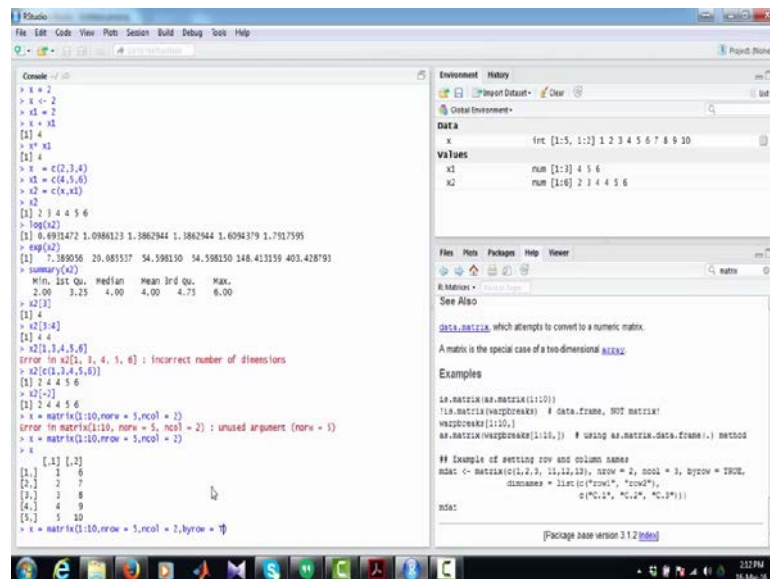 RStudio
File Edit Code View Plots Session Build Debug Tools Help
Project: (None
Console ~/
> x = 2
> x <- 2
> x1 = 2
> x + x1
[1] 4
> x* x1
[1] 4
> x = c(2,3,4)
> x1 = c(4,5,6)
> x2 = c(x,x1)
> x2
[1] 2 3 4 4 5 6
> log(x2)
[1] 0.6931472 1.0986123 1.3862944 1.3862944 1.6094379 1.7917595
> exp(x2)
[1] 7.389056 20.085537 54.598150 54.598150 148.413159 403.428793
> summary(x2)
Min. 1st Qu. Median Mean 3rd Qu. Max.
2.00 3.25 4.00 4.00 4.75 6.00
> x2[3]
[1] 4
> x2[3:4]
[1] 4 4
> x2[1,3,4,5,6]
Error in x2[1, 3, 4, 5, 6] : incorrect number of dimensions
> x2[c(1,3,4,5,6)]
[1] 2 4 4 5 6
> x2[-2]
[1] 2 4 4 5 6
> x = matrix(1:10,norw = 5,ncol = 2)
Error in matrix(1:10, norw = 5, ncol = 2) : unused argument (norw = 5)
> x = matrix(1:10,nrow = 5,ncol = 2)
> x
[,1] [,2]
[1,] 1 6
[2,] 2 7
[3,] 3 8
[4,] 4 9
[5,] 5 10
> x = matrix(1:10,nrow = 5,ncol = 2,byrow = T)
Environment History
Import Dataset Clear
Global Environment
Data
x int [1:5, 1:2] 1 2 3 4 5 6 7 8 9 10
Values
x1 num [1:3] 4 5 6
x2 num [1:6] 2 3 4 4 5 6
Files Plots Packages Help Viewer
matrix
R: Matrices
See Also
data.matrix, which attempts to convert to a numeric matrix.
A matrix is the special case of a two-dimensional array.
Examples
is.matrix(as.matrix(1:10))
!is.matrix(warpbreaks) # data.frame, NOT matrix!
warpbreaks[1:10,]
as.matrix(warpbreaks[1:10,]) # using as.matrix.data.frame(.) method
## Example of setting row and column names
mdat <- matrix(c(1,2,3, 11,12,13), nrow = 2, ncol = 3, byrow = TRUE,
dimnames = list(c("row1", "row2"),
c("C.1", "C.2", "C.3")))
mdat
[Package base version 3.1.2 Index]
2:12 PM